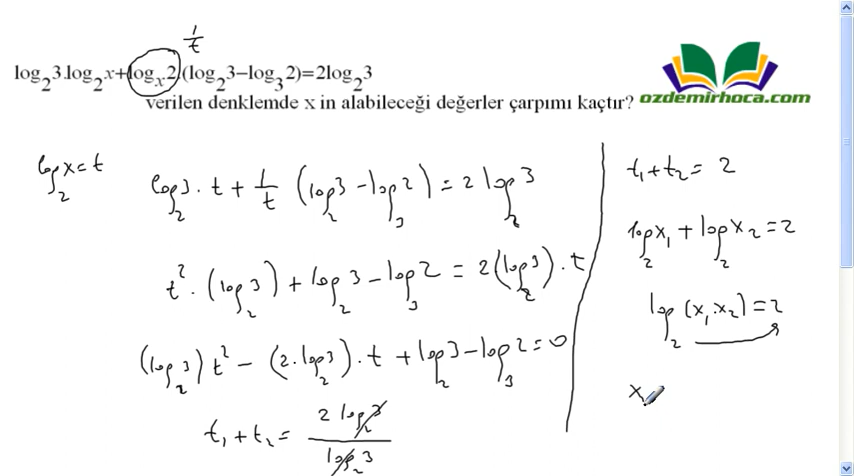 1/t
log₂3.log₂x+logₓ2.(log₂3−log₃2)=2log₂3
verilen denklemde x in alabileceği değerler çarpımı kaçtır?
ozdemirhoca.com
log₂x=t
log₂3 · t + 1/t (log₂3 − log₃2) = 2 log₂3
t² · (log₂3) + log₂3 − log₃2 = 2(log₂3) · t
(log₂3) t² − (2·log₂3) · t + log₂3 − log₃2 = 0
t₁ + t₂ = 2 log₂3 / log₂3
t₁ + t₂ = 2
log₂x₁ + log₂x₂ = 2
log₂(x₁·x₂) = 2
x